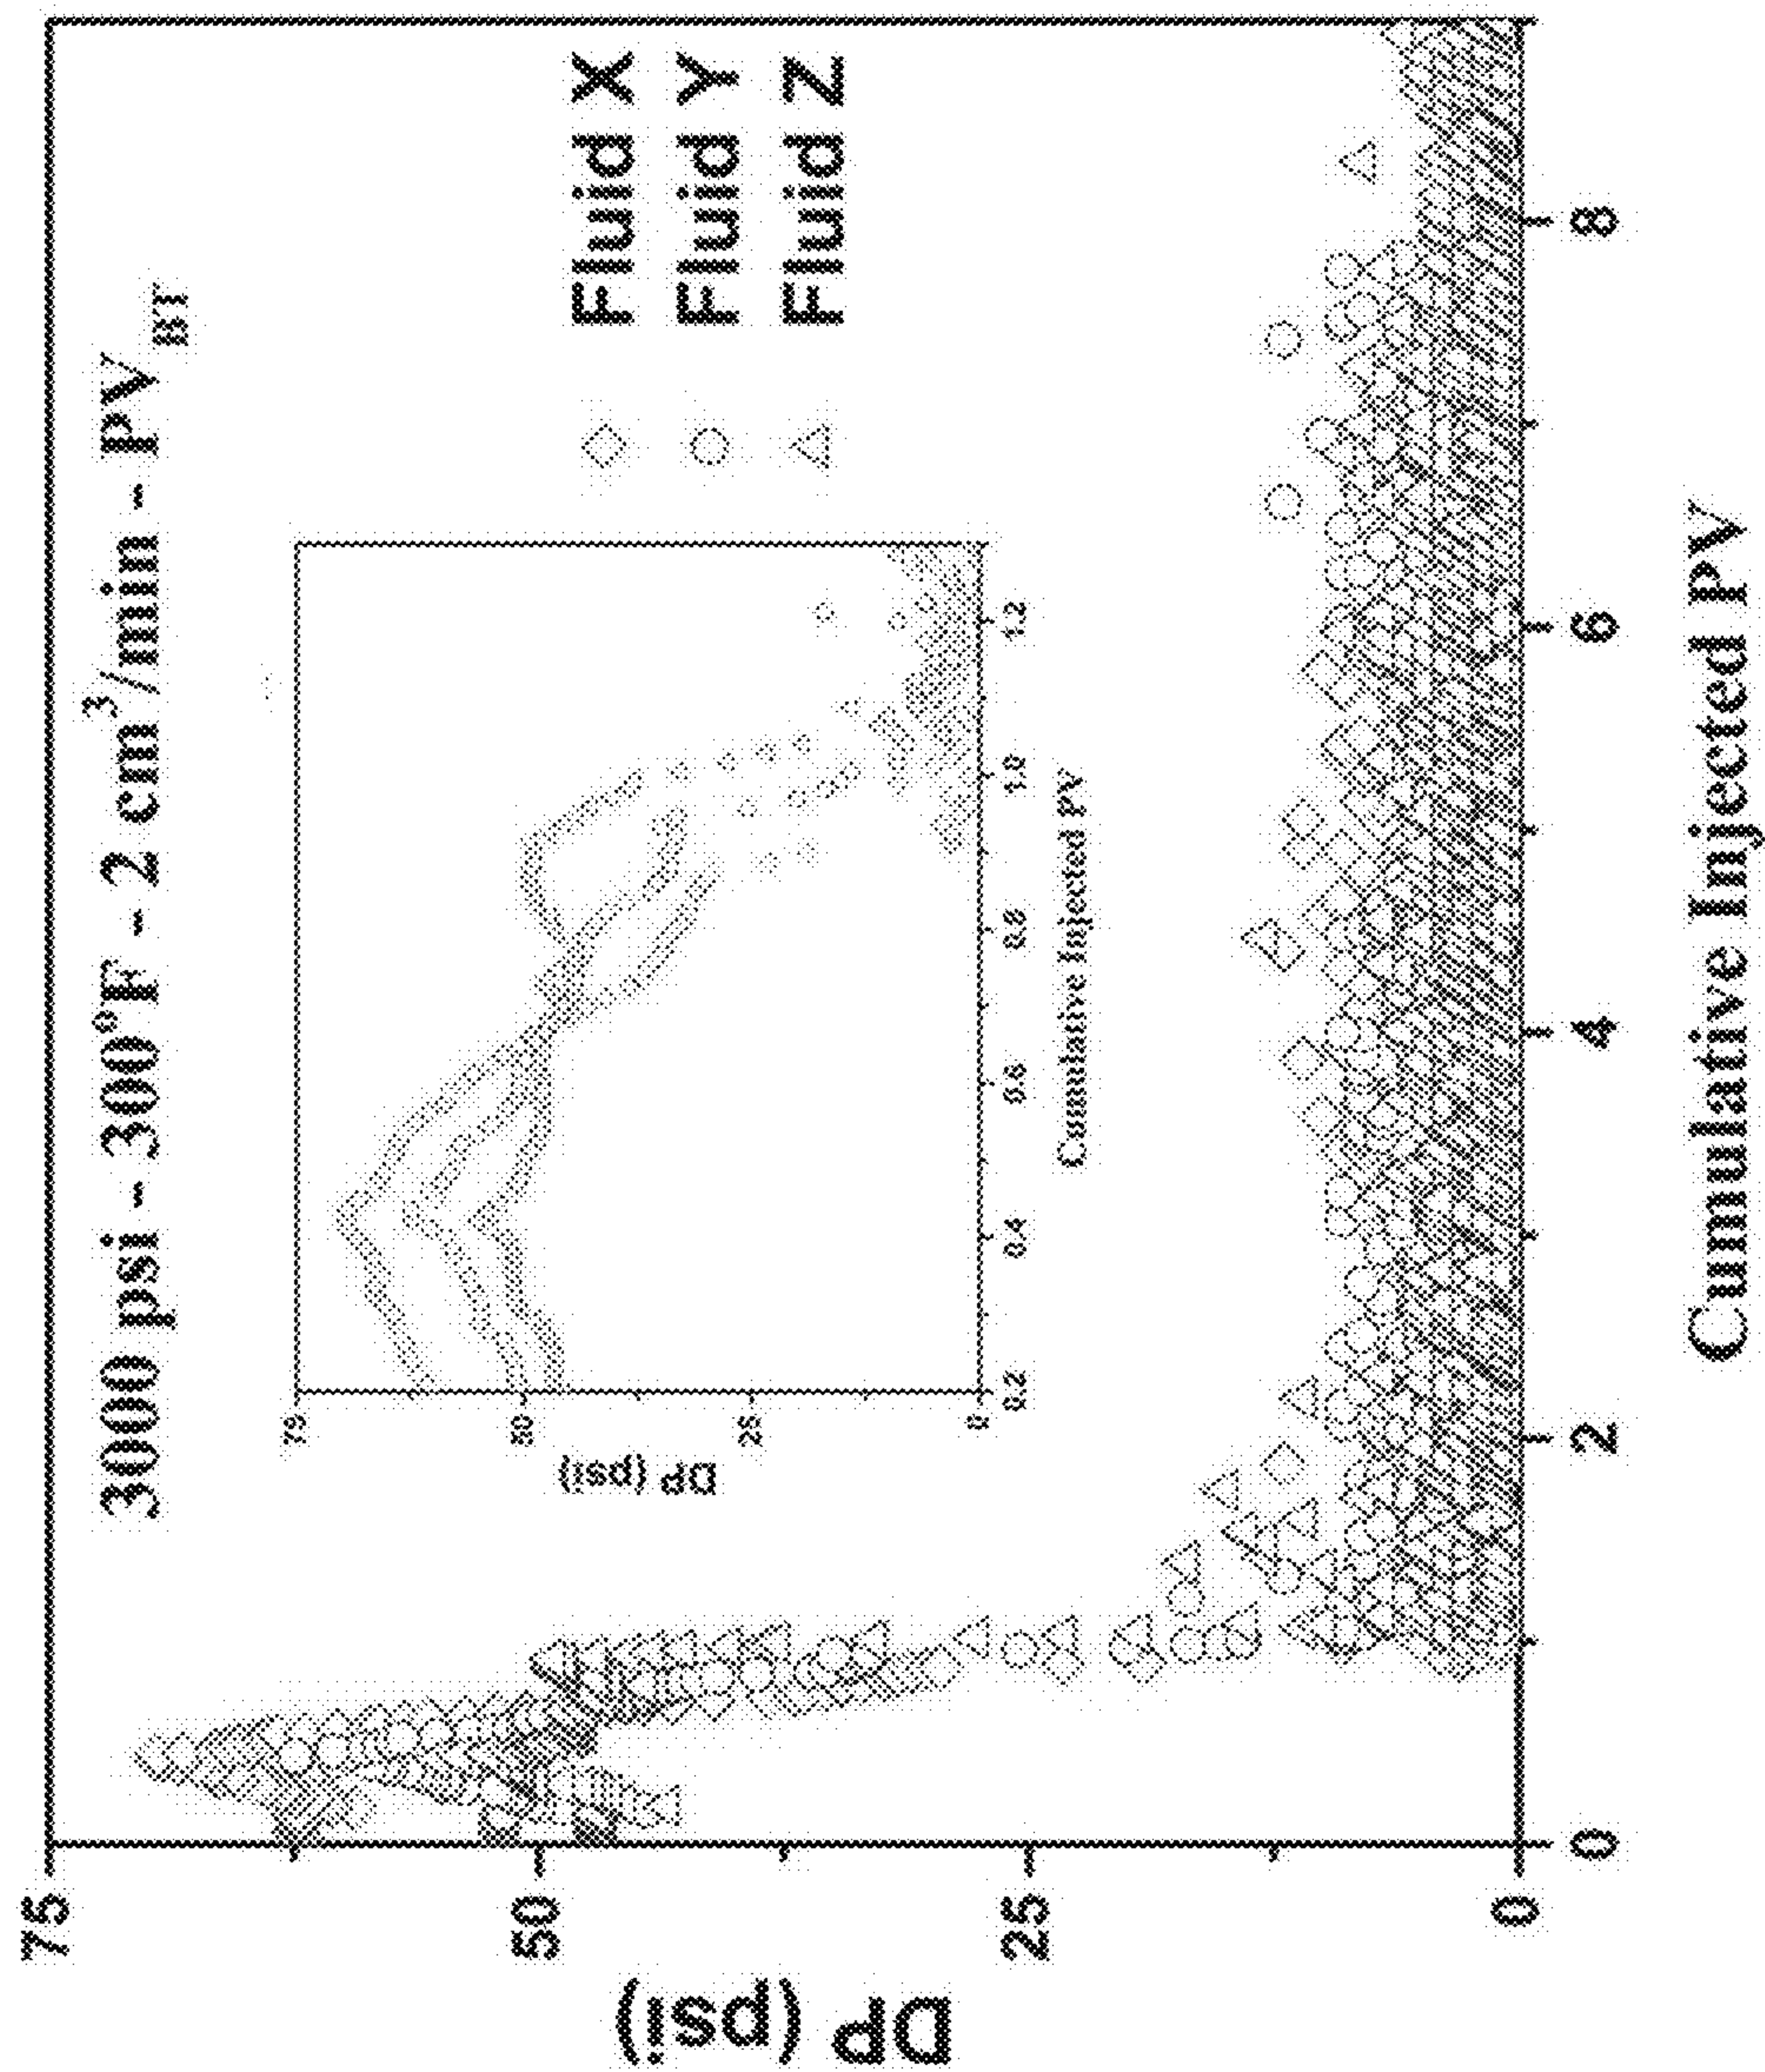 3000 psi - 300°F - 2 cm³/min - PV BT
Fluid X
Fluid Y
Fluid Z
DP (psi)
75
50
25
0
0.2
0.4
0.6
0.8
1.0
1.2
Cumulative Injected PV
DP (psi)
75
50
25
0
0
2
4
6
8
Cumulative Injected PV